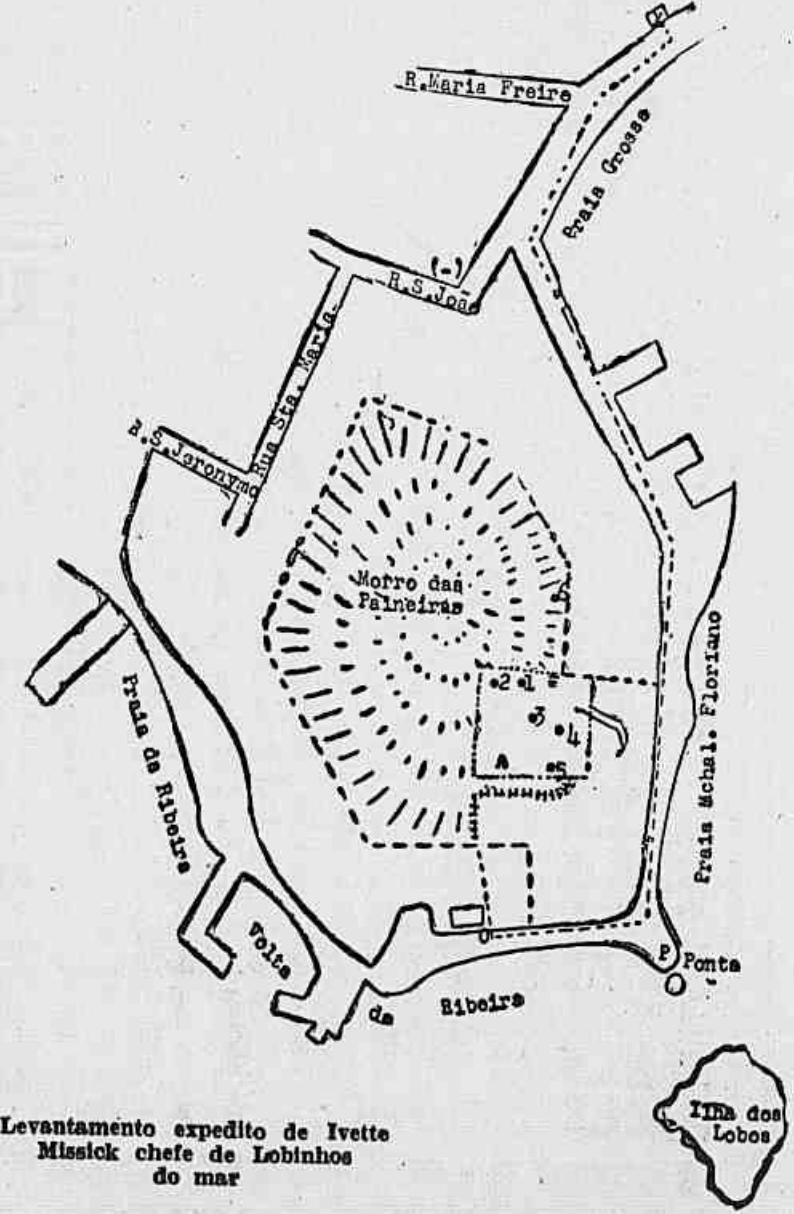 R.Maria Freire
Praia Grossa
(-)
R.S.João
Rua Sta. Maria
R.S.Jeronymo
Morro das
Paineiras
2 1
3
4
A 5
Praia Mchal. Floriano
Praia da Ribeira
Volta
da Ribeira
P Ponta
Ilha dos
Lobos
Levantamento expedito de Ivette
Missick chefe de Lobinhos
do mar